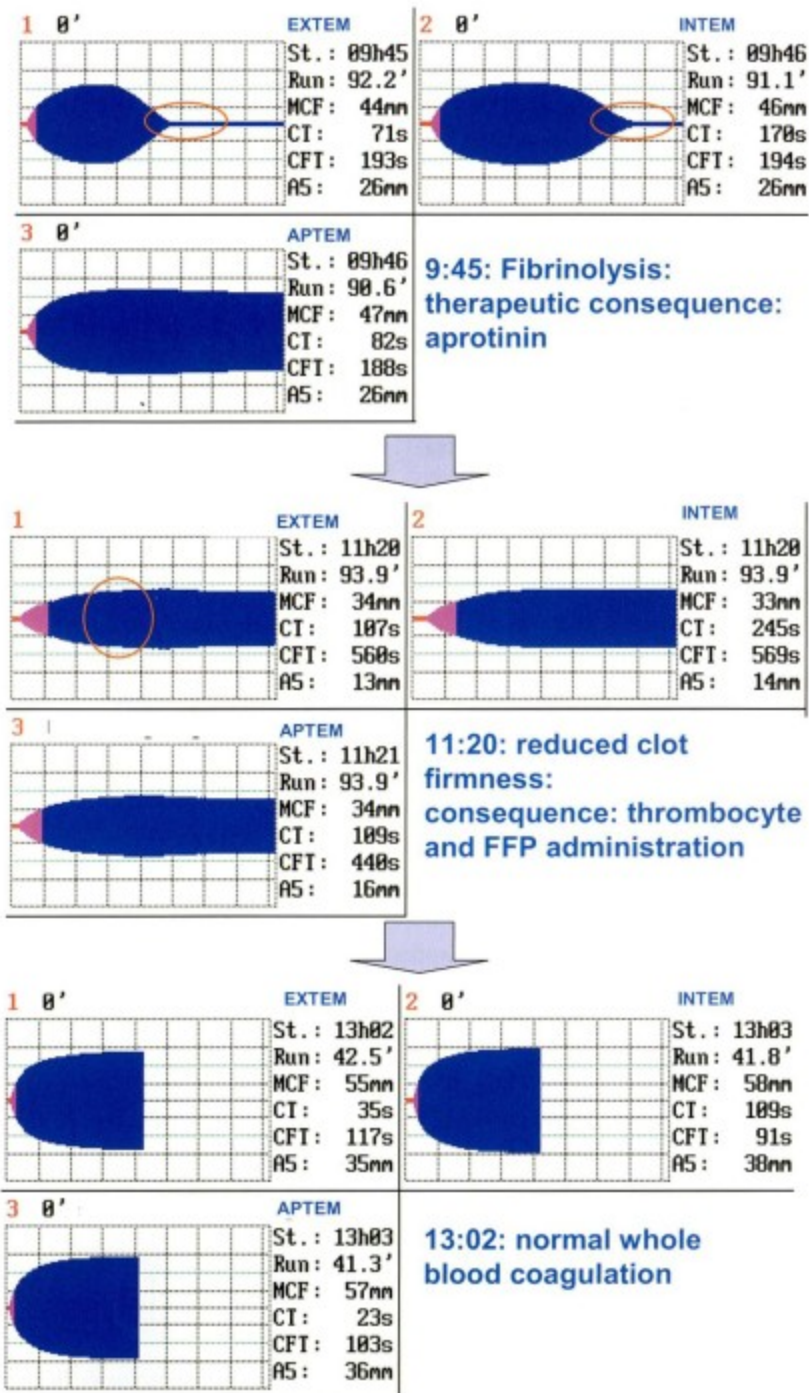 1 0' EXTEM
St.: 09h45
Run: 92.2'
MCF: 44mm
CT: 71s
CFT: 193s
A5: 26mm
2 0' INTEM
St.: 09h46
Run: 91.1'
MCF: 46mm
CT: 170s
CFT: 194s
A5: 26mm
3 0' APTEM
St.: 09h46
Run: 90.6'
MCF: 47mm
CT: 82s
CFT: 188s
A5: 26mm
9:45: Fibrinolysis:
therapeutic consequence:
aprotinin
1 EXTEM
St.: 11h20
Run: 93.9'
MCF: 34mm
CT: 107s
CFT: 560s
A5: 13mm
2 INTEM
St.: 11h20
Run: 93.9'
MCF: 33mm
CT: 245s
CFT: 569s
A5: 14mm
3 APTEM
St.: 11h21
Run: 93.9'
MCF: 34mm
CT: 109s
CFT: 440s
A5: 16mm
11:20: reduced clot
firmness:
consequence: thrombocyte
and FFP administration
1 0' EXTEM
St.: 13h02
Run: 42.5'
MCF: 55mm
CT: 35s
CFT: 117s
A5: 35mm
2 0' INTEM
St.: 13h03
Run: 41.8'
MCF: 58mm
CT: 109s
CFT: 91s
A5: 38mm
3 0' APTEM
St.: 13h03
Run: 41.3'
MCF: 57mm
CT: 23s
CFT: 103s
A5: 36mm
13:02: normal whole
blood coagulation